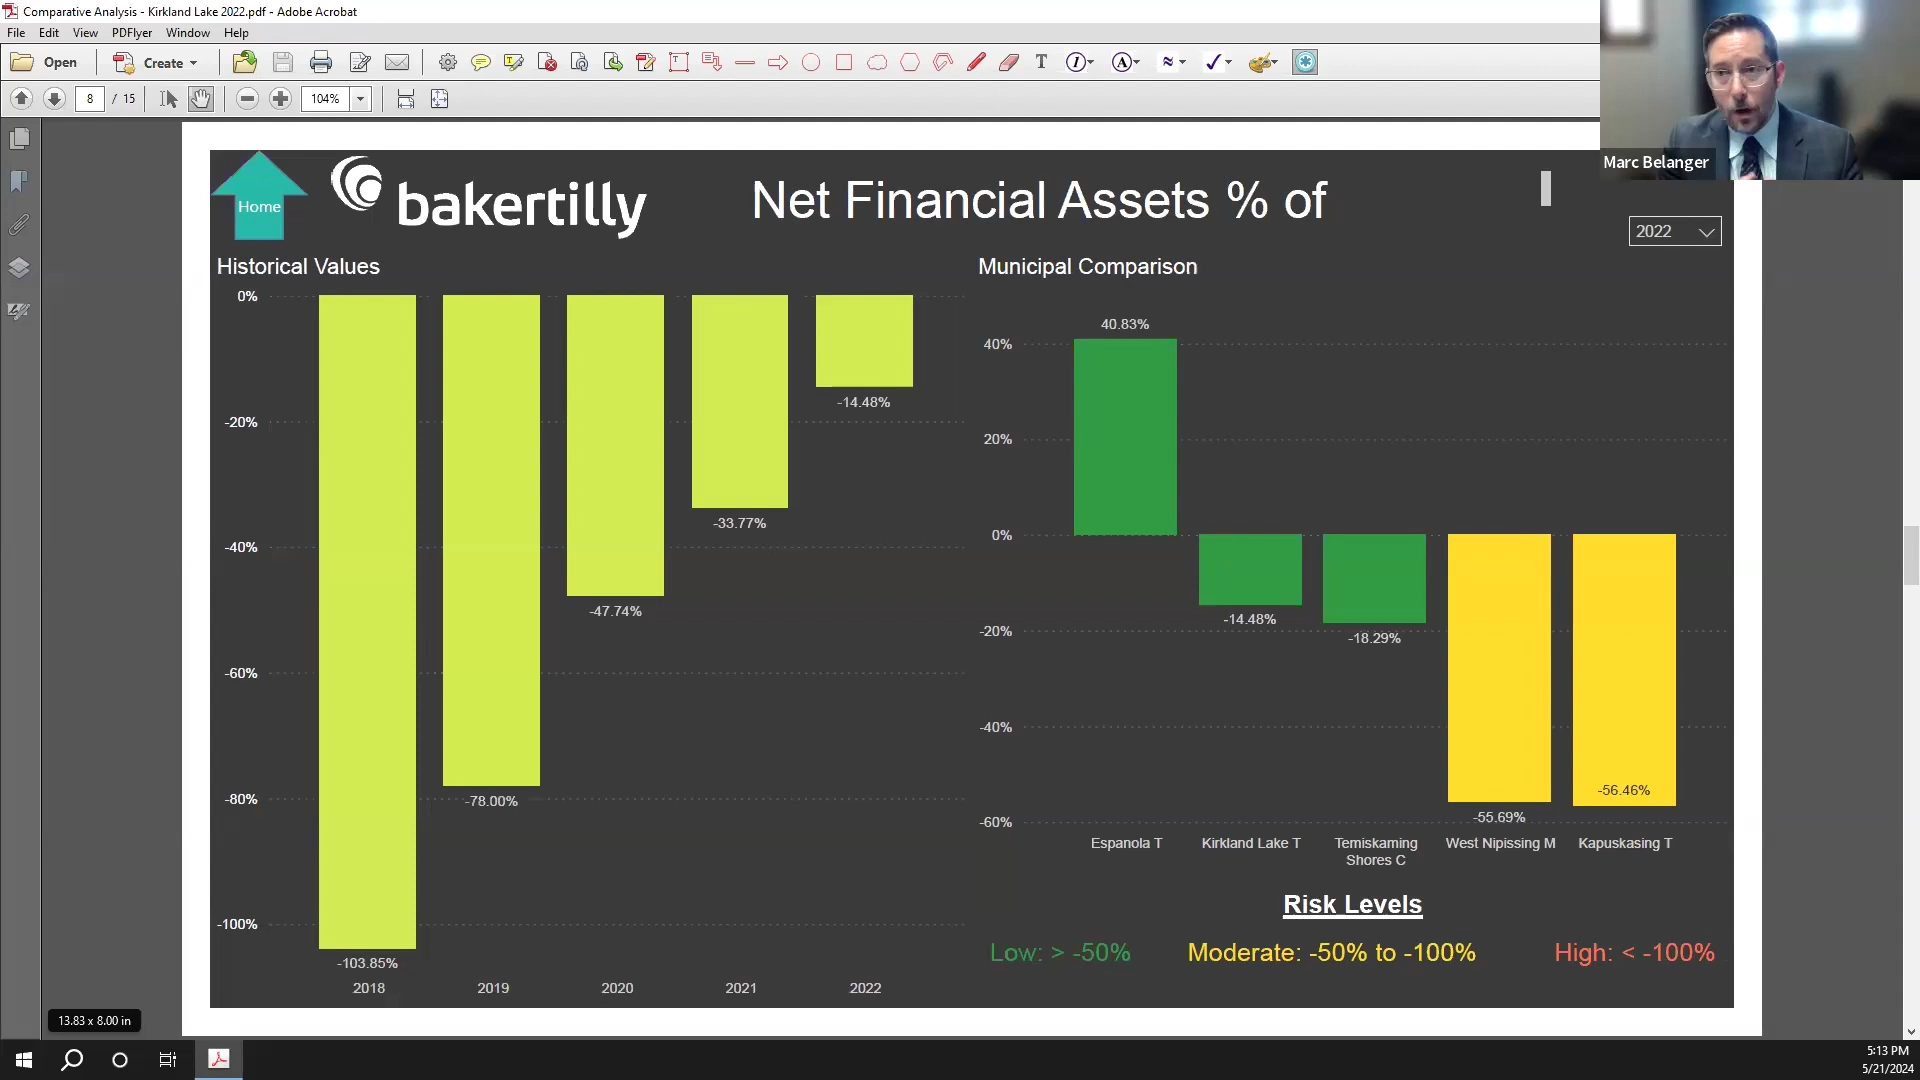 Comparative Analysis - Kirkland Lake 2022.pdf - Adobe Acrobat
File Edit View PDFlyer Window Help
Open Create
8 / 15 104%
Marc Belanger
Home
bakertilly
Net Financial Assets % of
2022
Historical Values
0%
-20%
-40%
-60%
-80%
-100%
-103.85%
-78.00%
-47.74%
-33.77%
-14.48%
2018 2019 2020 2021 2022
Municipal Comparison
40%
20%
0%
-20%
-40%
-60%
40.83%
-14.48%
-18.29%
-55.69%
-56.46%
Espanola T Kirkland Lake T Temiskaming West Nipissing M Kapuskasing T
Shores C
Risk Levels
Low: > -50% Moderate: -50% to -100% High: < -100%
13.83 x 8.00 in
5:13 PM
5/21/2024